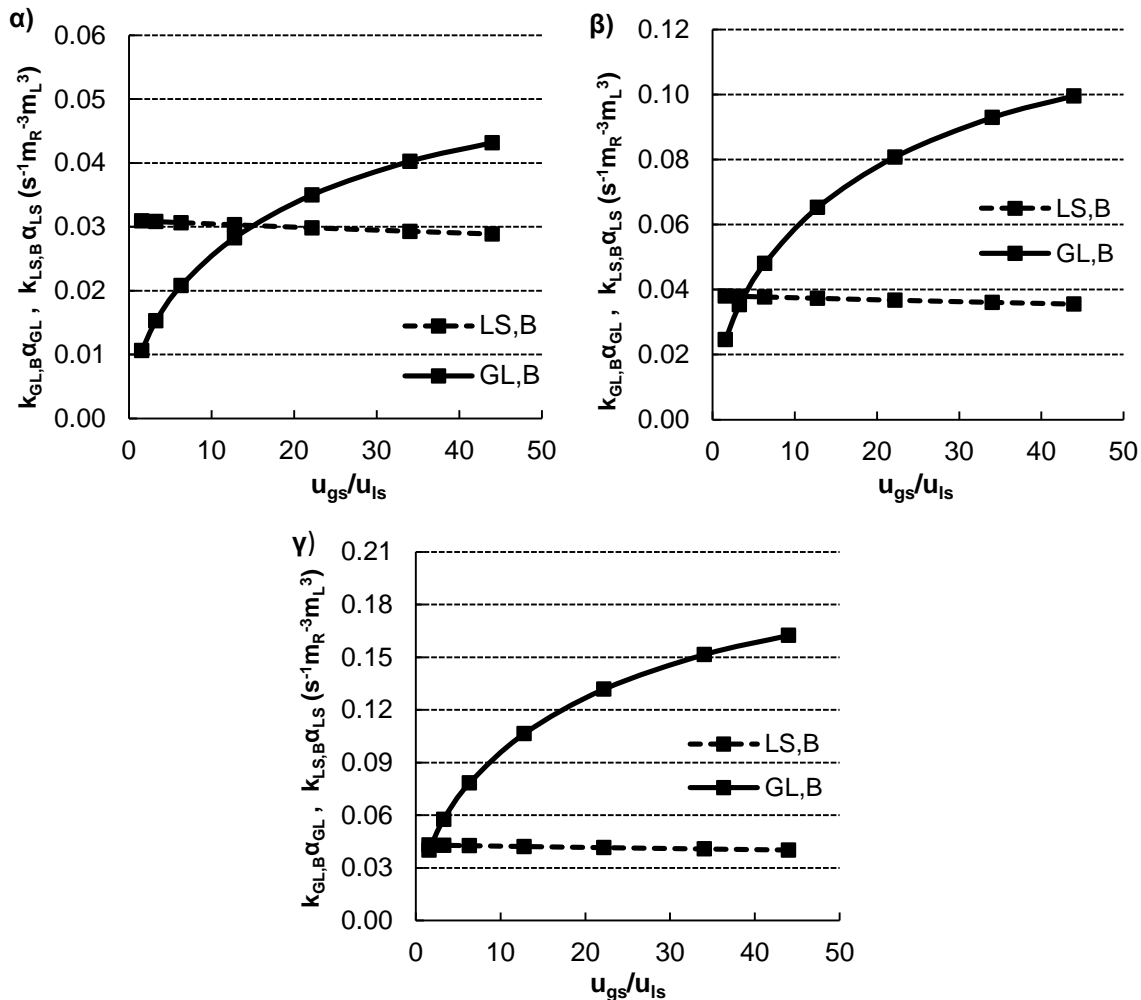 α)
0.06
0.05
0.04
0.03
0.02
0.01
0.00
0 10 20 30 40 50
k_GL,B α_GL , k_LS,B α_LS (s⁻¹m_R⁻³m_L³)
u_gs/u_ls
LS,B
GL,B
β)
0.12
0.10
0.08
0.06
0.04
0.02
0.00
0 10 20 30 40 50
k_GL,B α_GL , k_LS,B α_LS (s⁻¹m_R⁻³m_L³)
u_gs/u_ls
LS,B
GL,B
γ)
0.21
0.18
0.15
0.12
0.09
0.06
0.03
0.00
0 10 20 30 40 50
k_GL,B α_GL , k_LS,B α_LS (s⁻¹m_R⁻³m_L³)
u_gs/u_ls
LS,B
GL,B